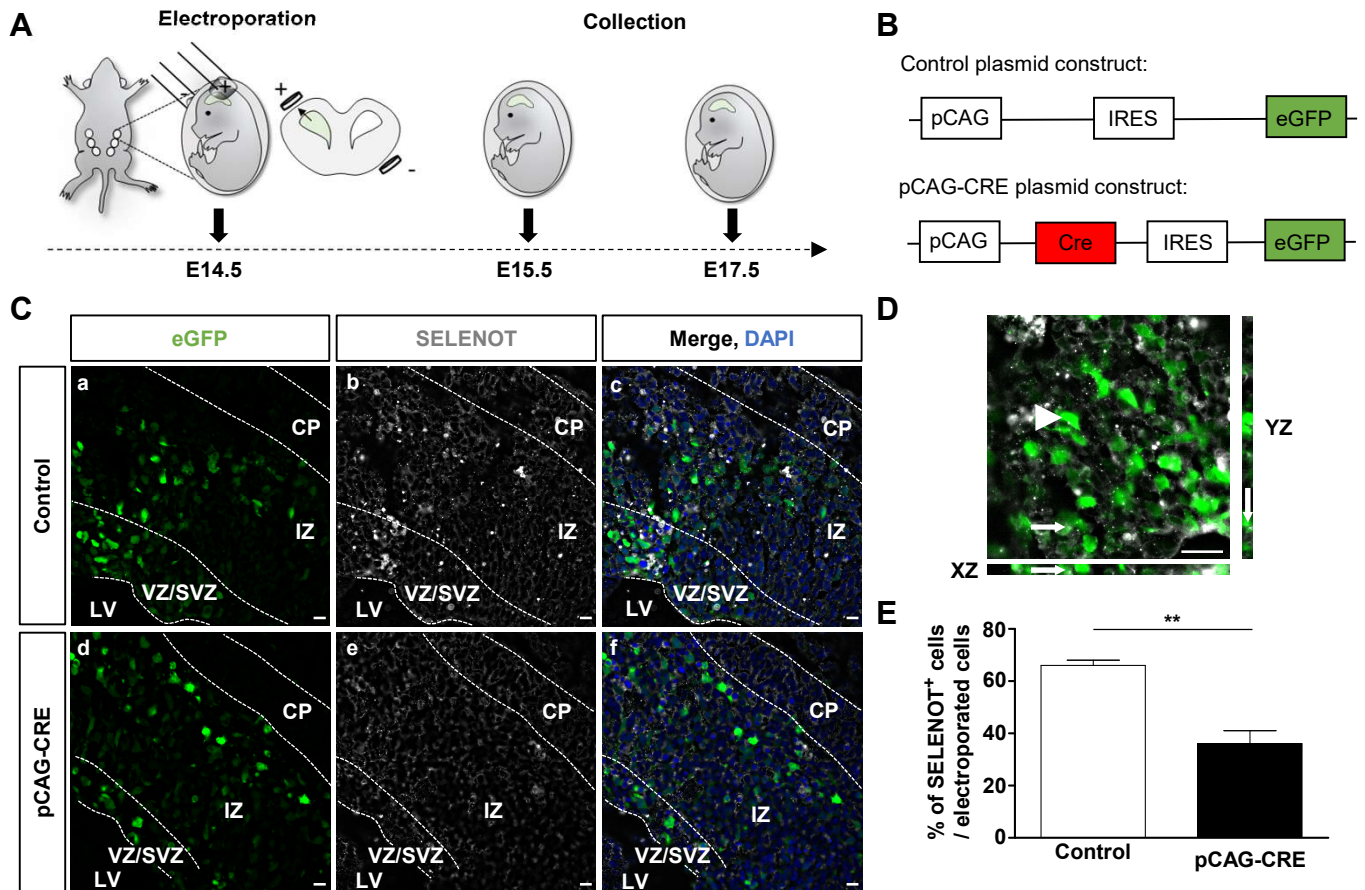 A
Electroporation
Collection
+
+
-
-
E14.5
E15.5
E17.5
B
Control plasmid construct:
pCAG
IRES
eGFP
pCAG-CRE plasmid construct:
pCAG
Cre
IRES
eGFP
C
eGFP
SELENOT
Merge, DAPI
Control
a
CP
IZ
VZ/SVZ
LV
b
CP
IZ
VZ/SVZ
LV
c
CP
IZ
VZ/SVZ
LV
pCAG-CRE
d
CP
IZ
VZ/SVZ
LV
e
CP
IZ
VZ/SVZ
LV
f
CP
IZ
VZ/SVZ
LV
D
YZ
XZ
E
% of SELENOT+ cells
/ electroporated cells
80
60
40
20
0
**
Control
pCAG-CRE